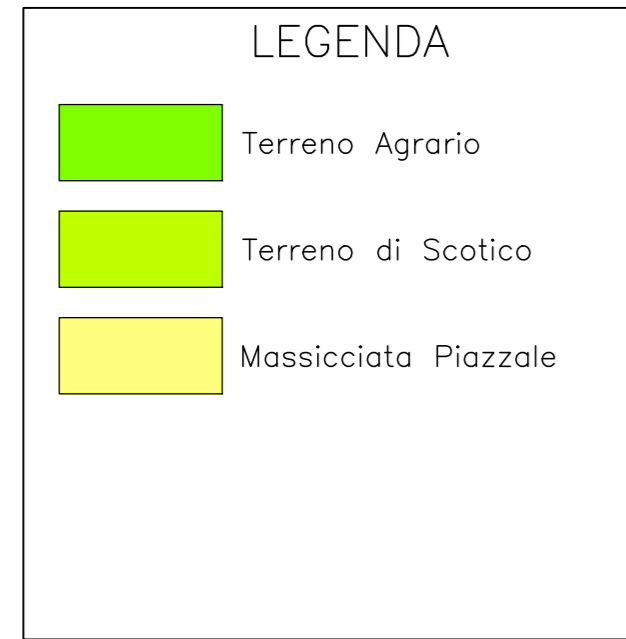 LEGENDA
Terreno Agrario
Terreno di Scotico
Massicciata Piazzale